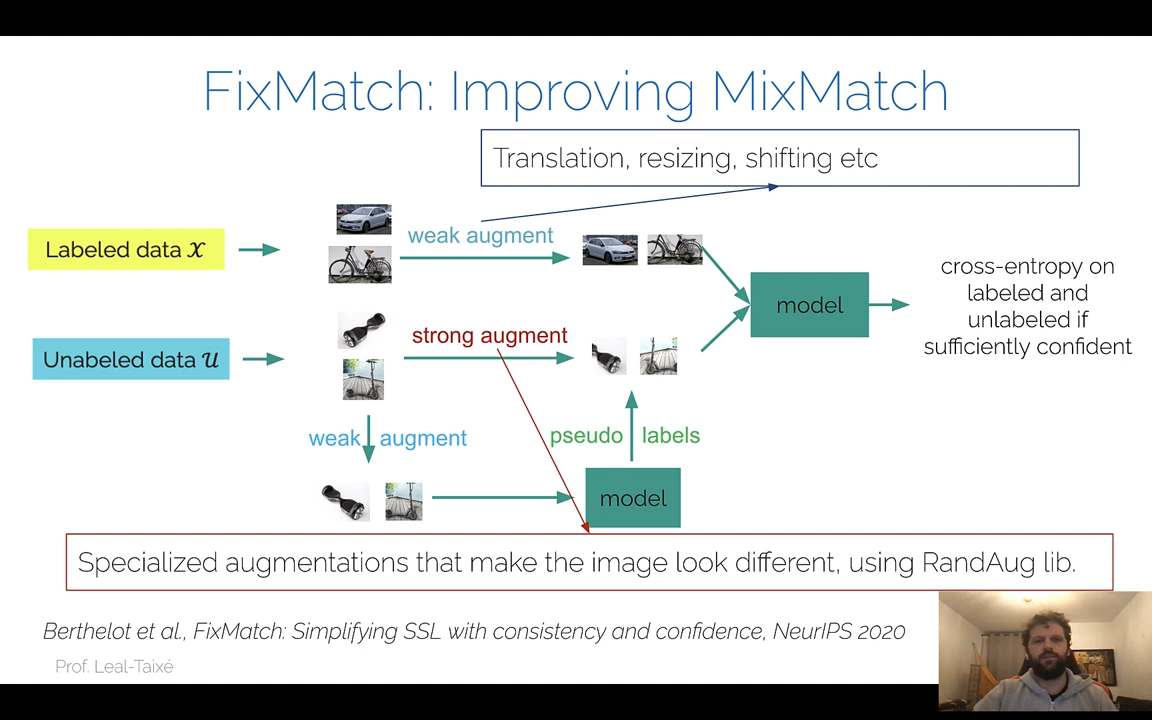 FixMatch: Improving MixMatch
Translation, resizing, shifting etc
Labeled data x
weak augment
model
cross-entropy on
labeled and
unlabeled if
sufficiently confident
Unabeled data u
strong augment
weak augment
pseudo labels
model
Specialized augmentations that make the image look different, using RandAug lib.
Berthelot et al., FixMatch: Simplifying SSL with consistency and confidence, NeurIPS 2020
Prof. Leal-Taixé